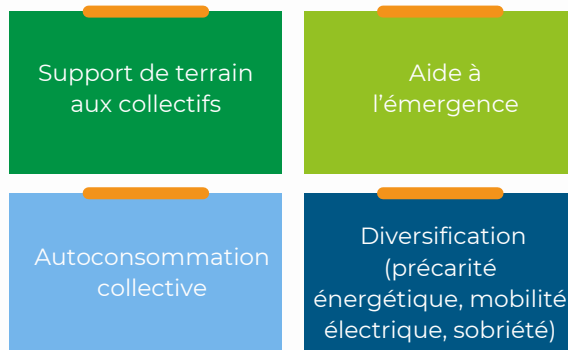 Support de terrain
aux collectifs
Aide à
l’émergence
Autoconsommation
collective
Diversification
(précarité
énergétique, mobilité
électrique, sobriété)